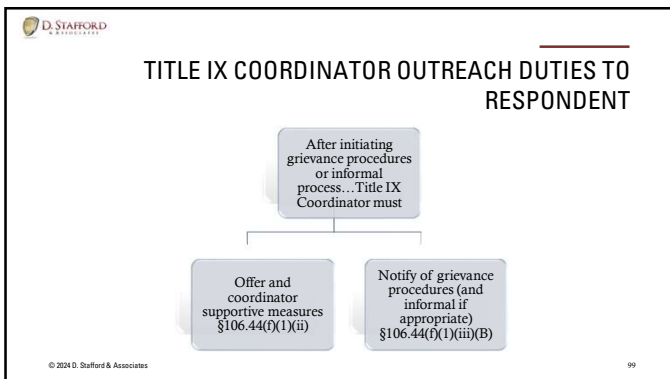 D. STAFFORD
& ASSOCIATES
TITLE IX COORDINATOR OUTREACH DUTIES TO
RESPONDENT
After initiating
grievance procedures
or informal
process…Title IX
Coordinator must
Offer and
coordinator
supportive measures
§106.44(f)(1)(ii)
Notify of grievance
procedures (and
informal if
appropriate)
§106.44(f)(1)(iii)(B)
© 2024 D. Stafford & Associates
99